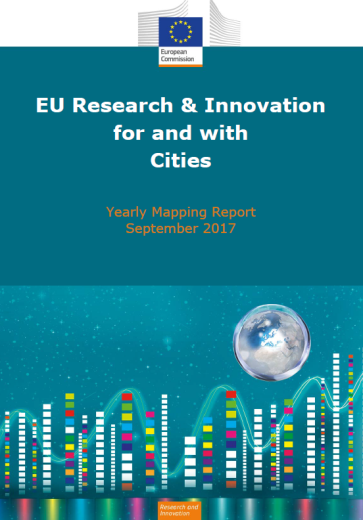 European
Commission
EU Research & Innovation
for and with
Cities
Yearly Mapping Report
September 2017
Research and
Innovation